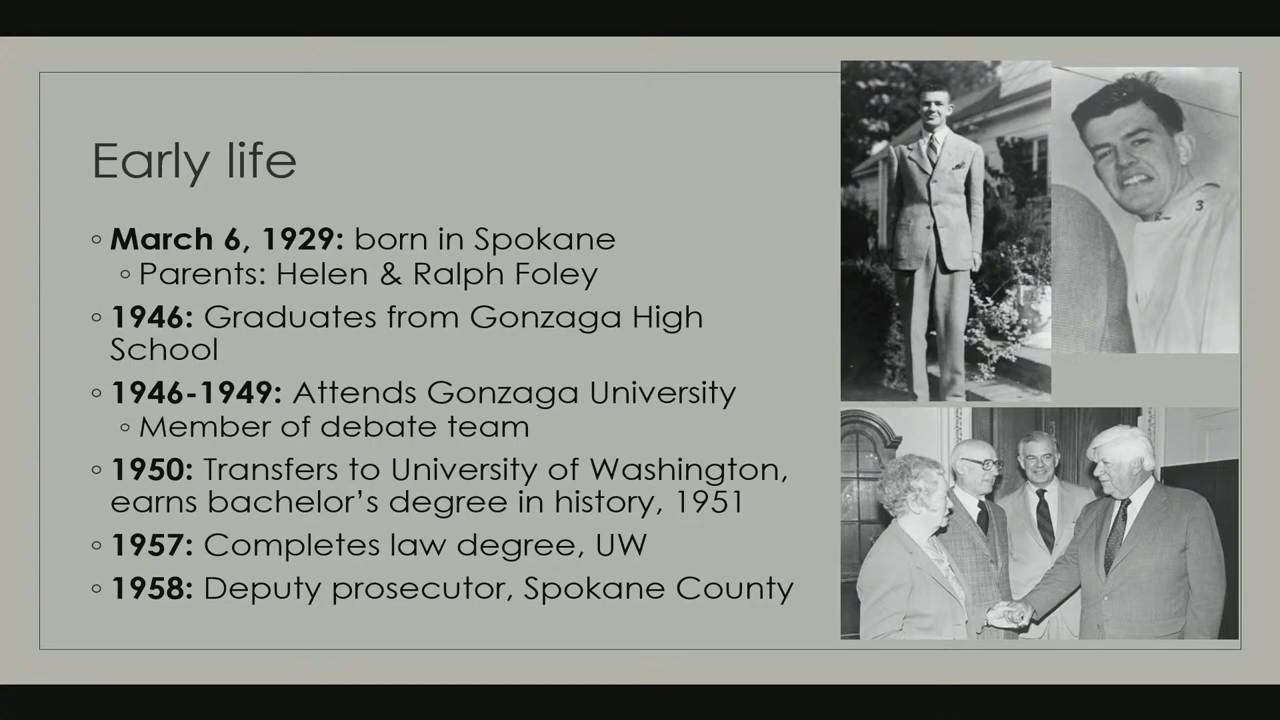 Early life
◦ March 6, 1929: born in Spokane
◦ Parents: Helen & Ralph Foley
◦ 1946: Graduates from Gonzaga High
School
◦ 1946-1949: Attends Gonzaga University
◦ Member of debate team
◦ 1950: Transfers to University of Washington,
earns bachelor’s degree in history, 1951
◦ 1957: Completes law degree, UW
◦ 1958: Deputy prosecutor, Spokane County
3